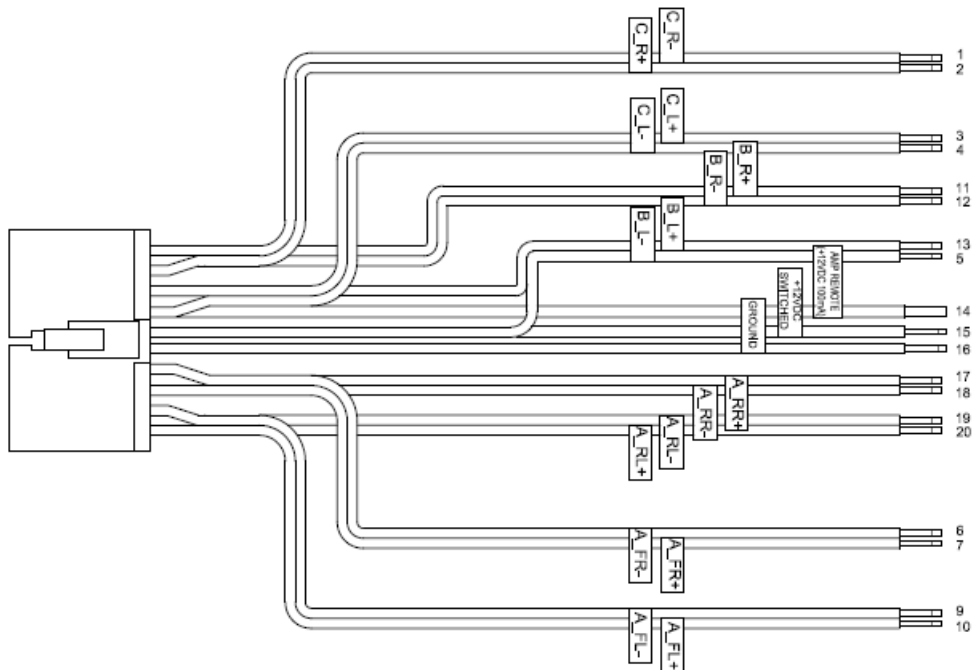 C_R+
C_R-
1
2
C_L-
C_L+
3
4
B_R-
B_R+
11
12
B_L-
B_L+
13
5
AMP REMOTE
(+12VDC 100mA)
14
+12VDC
SWITCHED
15
GROUND
16
A_RR-
A_RR+
17
18
A_RL+
A_RL-
19
20
A_FR-
A_FR+
6
7
A_FL-
A_FL+
9
10